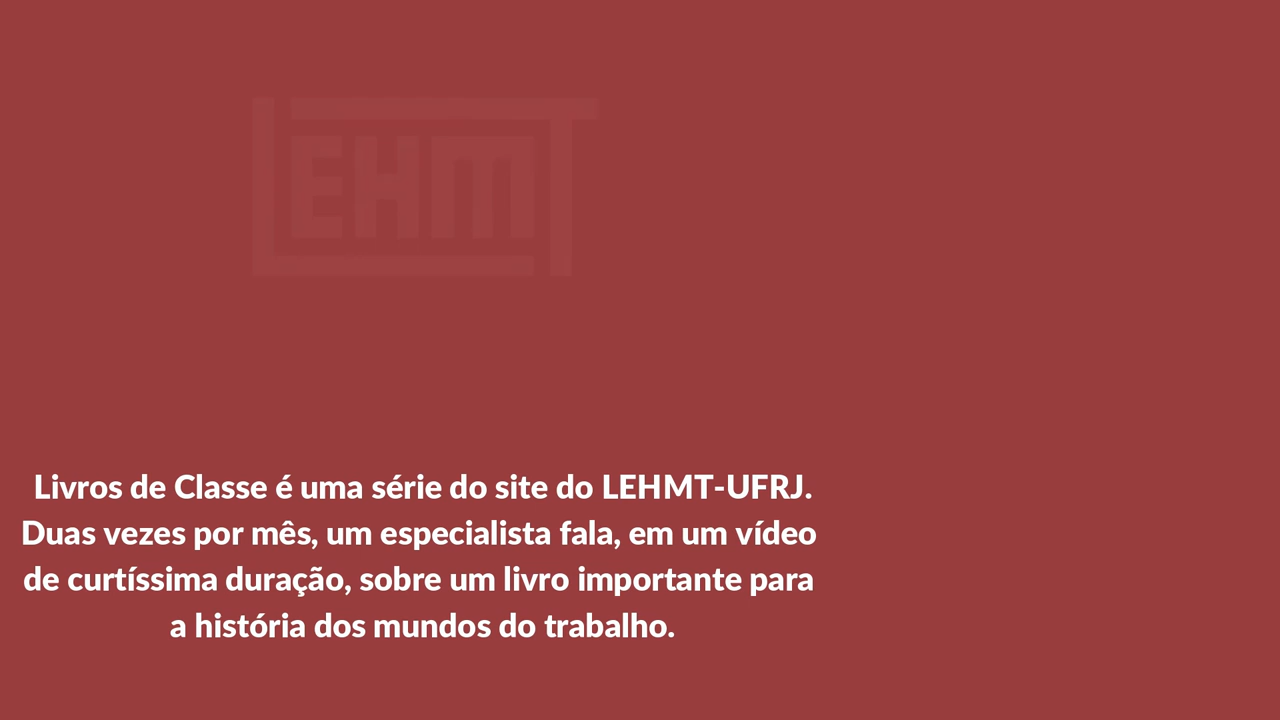 LEHMT
Livros de Classe é uma série do site do LEHMT-UFRJ.
Duas vezes por mês, um especialista fala, em um vídeo
de curtíssima duração, sobre um livro importante para
a história dos mundos do trabalho.